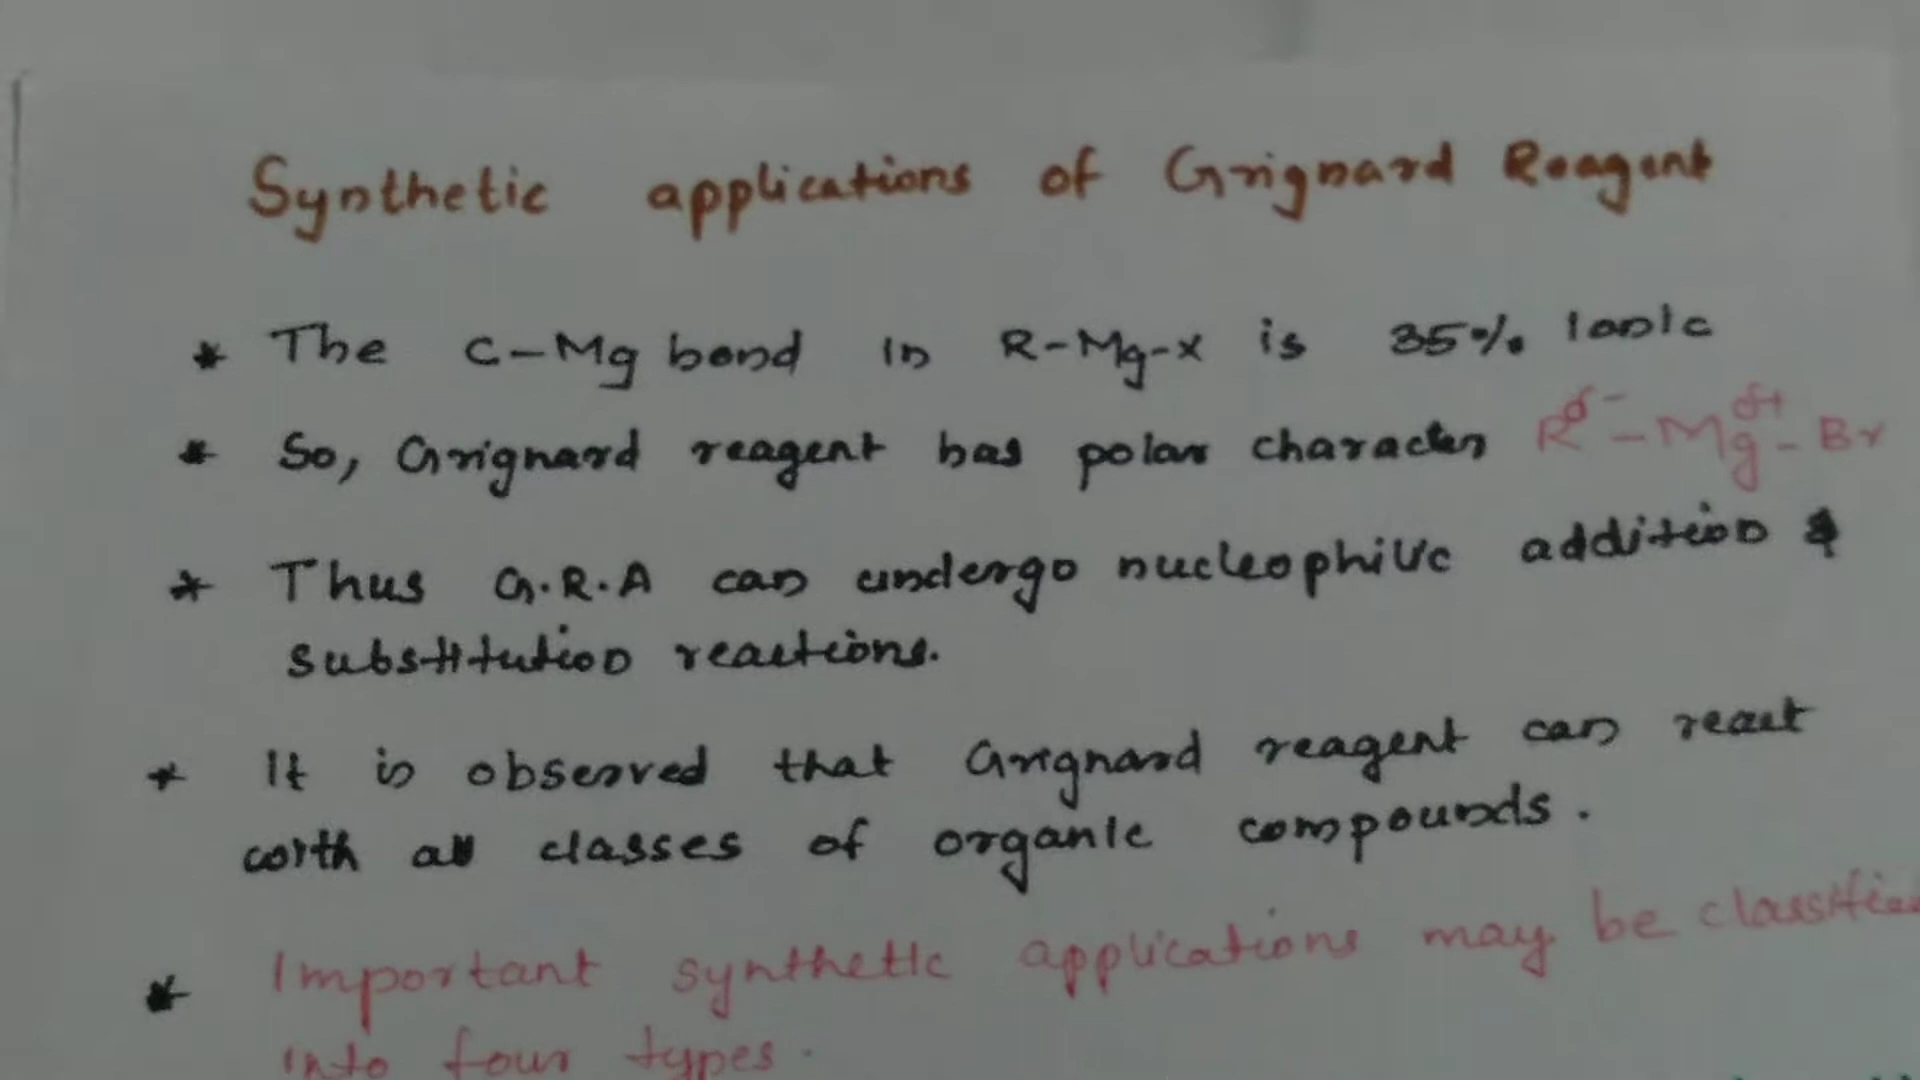 Synthetic applications of Grignard Reagent
* The C-Mg bond in R-Mg-X is 35% Ionic
* So, Grignard reagent has polar character Rδ- - Mgδ+ - Br
* Thus G.R.A can undergo nucleophilic addition &
substitution reactions.
* It is observed that Grignard reagent can react
with all classes of organic compounds.
* Important synthetic applications may be classified
into four types.